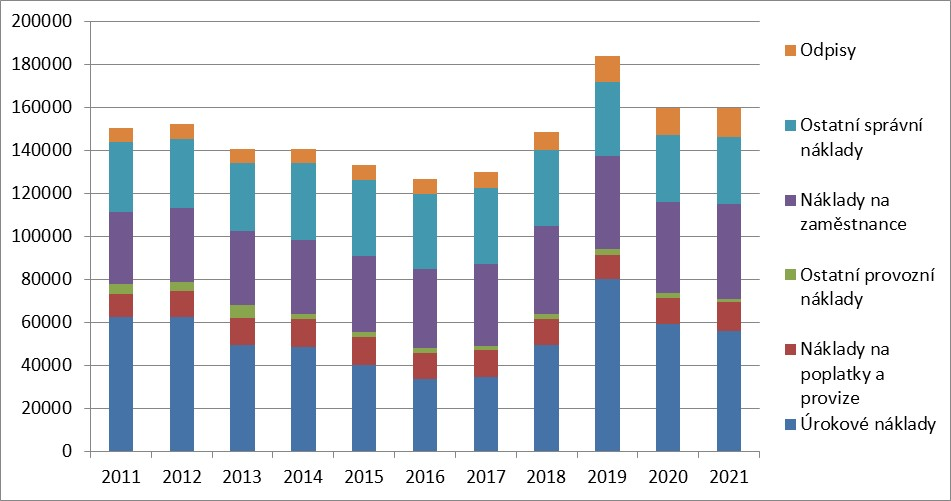 200000
180000
160000
140000
120000
100000
80000
60000
40000
20000
0
2011 2012 2013 2014 2015 2016 2017 2018 2019 2020 2021
Odpisy
Ostatní správní
náklady
Náklady na
zaměstnance
Ostatní provozní
náklady
Náklady na
poplatky a
provize
Úrokové náklady